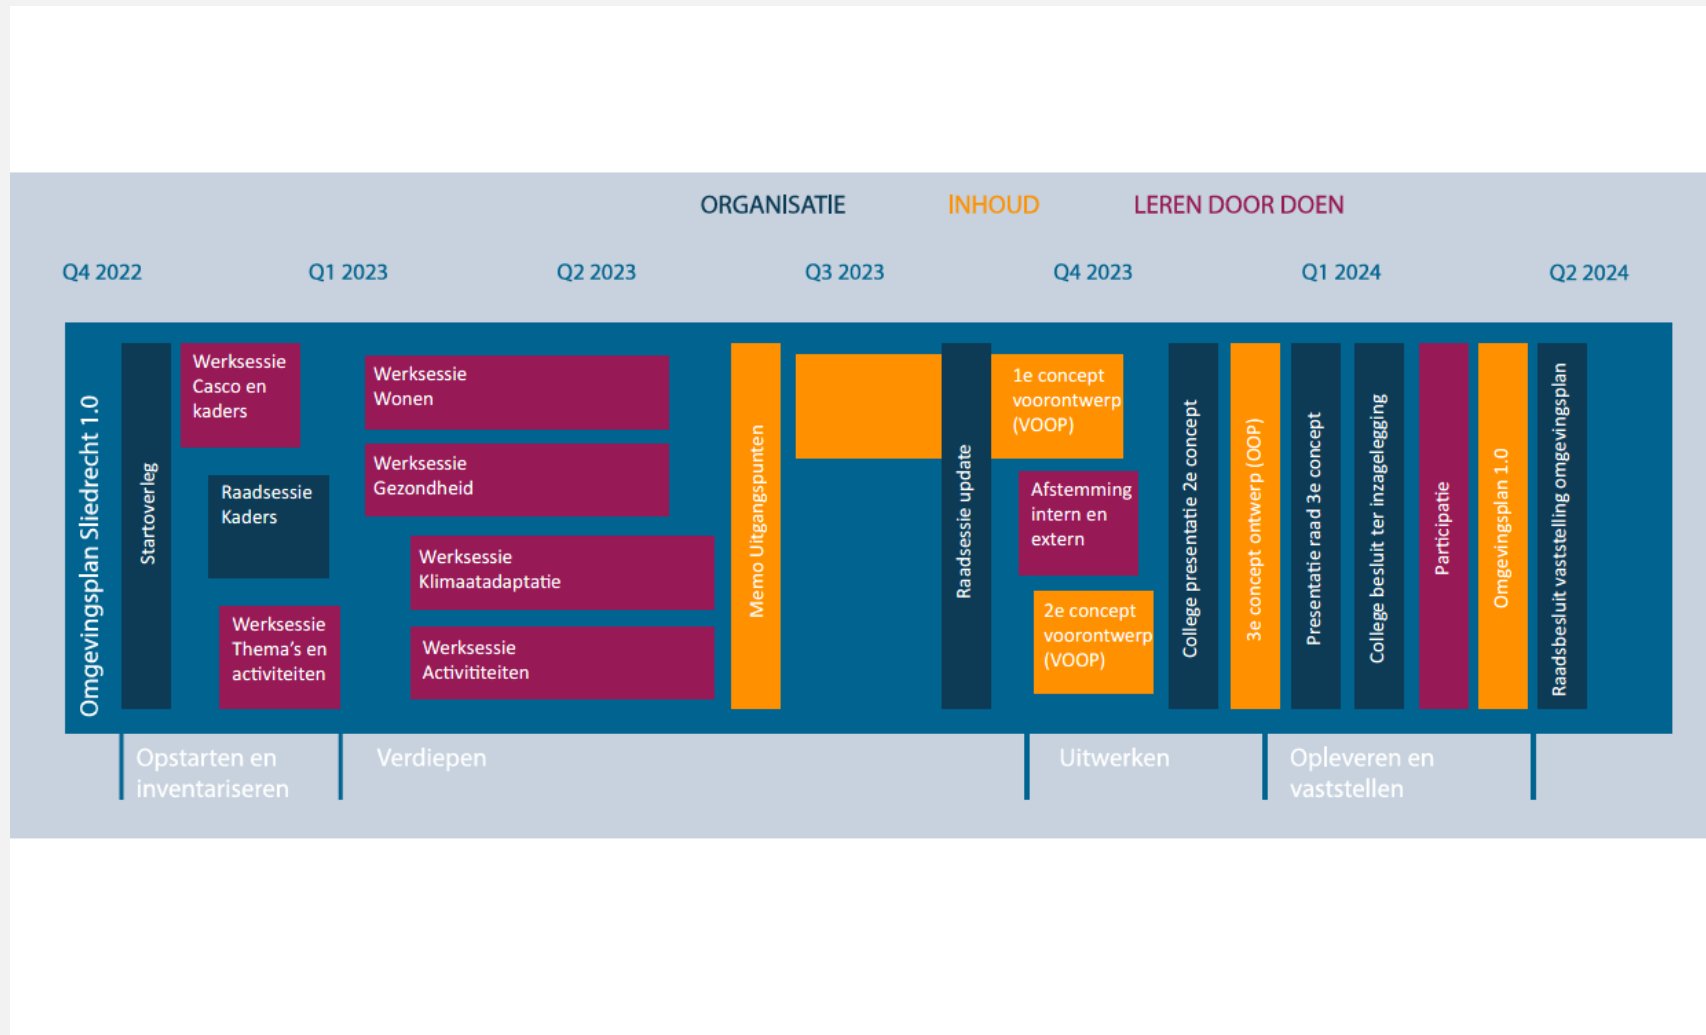 ORGANISATIE
INHOUD
LEREN DOOR DOEN
Q4 2022
Q1 2023
Q2 2023
Q3 2023
Q4 2023
Q1 2024
Q2 2024
Omgevingsplan Sliedrecht 1.0
Startoverleg
Werksessie
Casco en
kaders
Raadsessie
Kaders
Werksessie
Thema's en
activiteiten
Werksessie
Wonen
Werksessie
Gezondheid
Werksessie
Klimaatadaptatie
Werksessie
Activititeiten
Memo Uitgangspunten
Raadsessie update
1e concept
voorontwerp
(VOOP)
Afstemming
intern en
extern
2e concept
voorontwerp
(VOOP)
College presentatie 2e concept
3e concept ontwerp (OOP)
Presentatie raad 3e concept
College besluit ter inzagelegging
Participatie
Omgevingsplan 1.0
Raadsbesluit vaststelling omgevingsplan
Opstarten en
inventariseren
Verdiepen
Uitwerken
Opleveren en
vaststellen